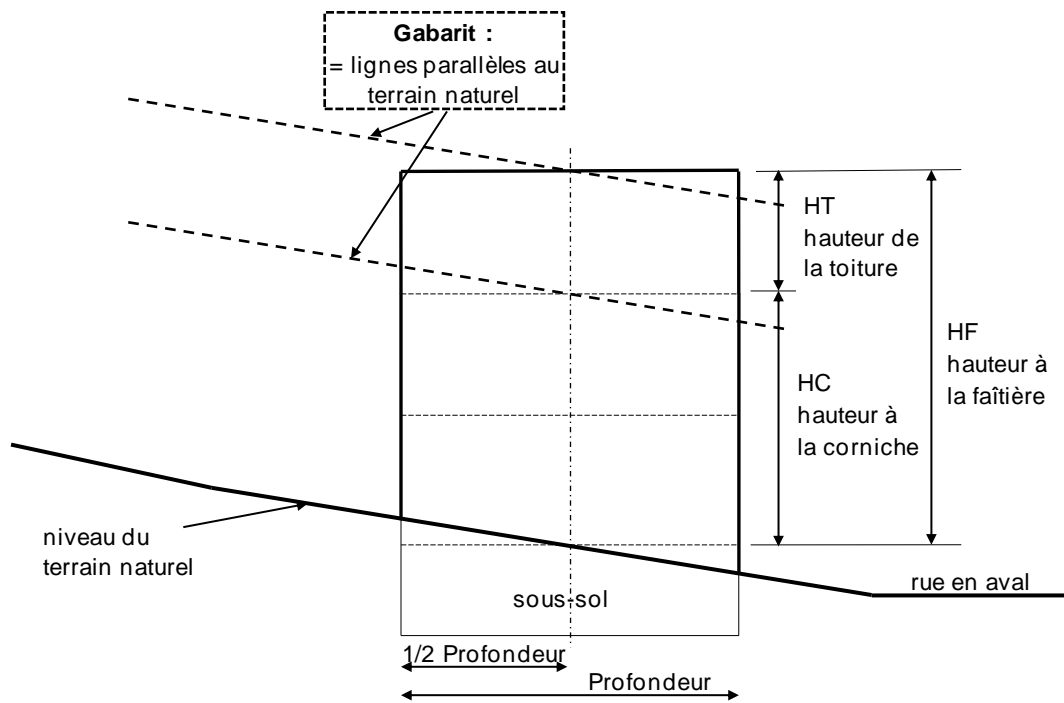 Gabarit :
= lignes parallèles au
terrain naturel
HT
hauteur de
la toiture
HF
hauteur à
la faîtière
HC
hauteur à
la corniche
niveau du
terrain naturel
rue en aval
sous-sol
1/2 Profondeur
Profondeur